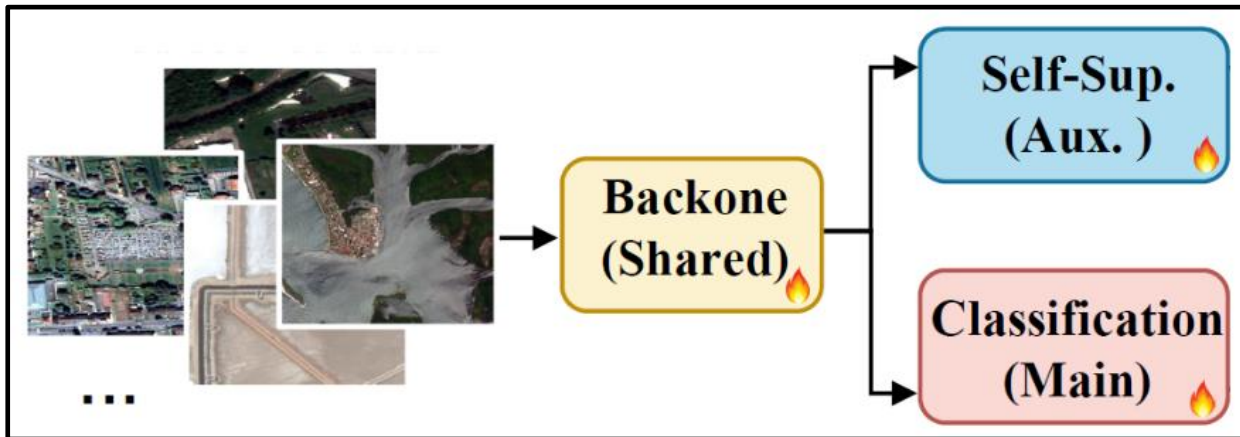 Self-Sup.
(Aux. )
Backone
(Shared)
Classification
(Main)
...